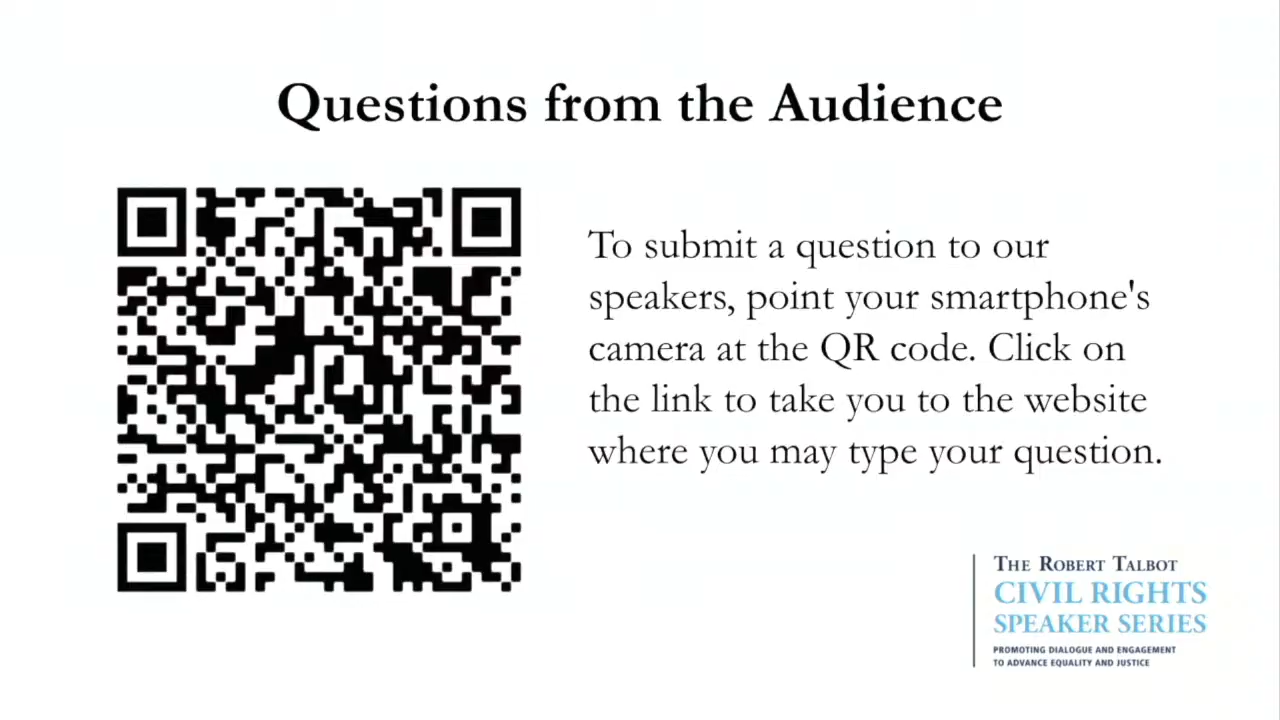 Questions from the Audience
To submit a question to our
speakers, point your smartphone's
camera at the QR code. Click on
the link to take you to the website
where you may type your question.
THE ROBERT TALBOT
CIVIL RIGHTS
SPEAKER SERIES
PROMOTING DIALOGUE AND ENGAGEMENT
TO ADVANCE EQUALITY AND JUSTICE